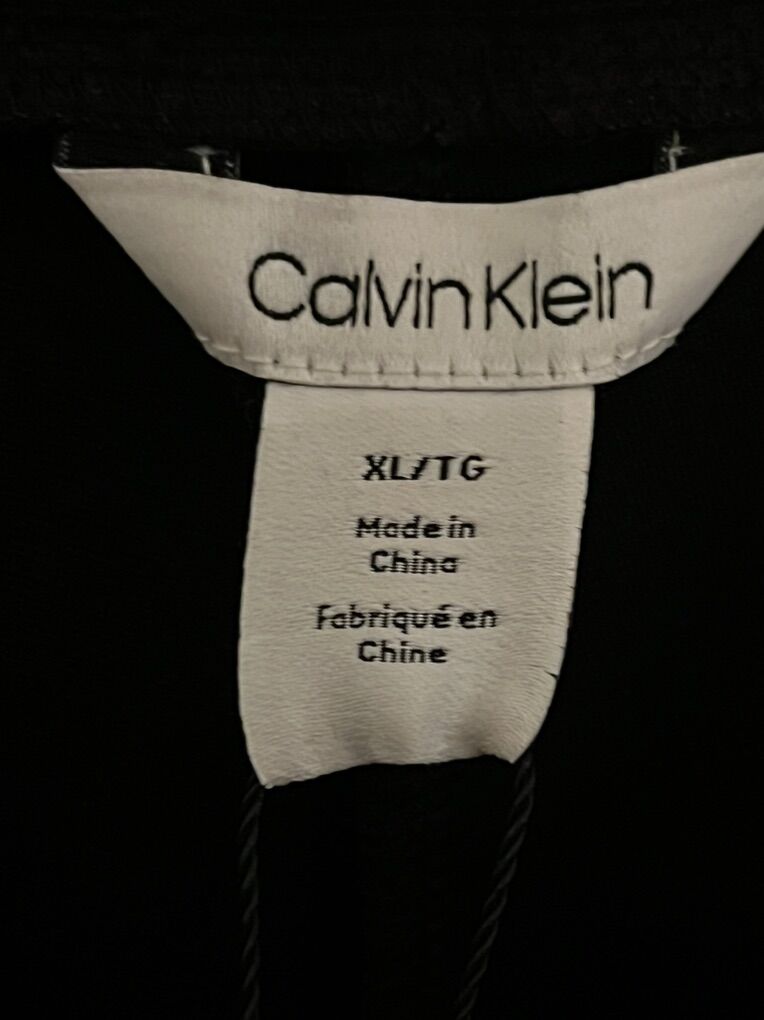 Calvin Klein
XL/TG
Made in
China
Fabriqué en
Chine